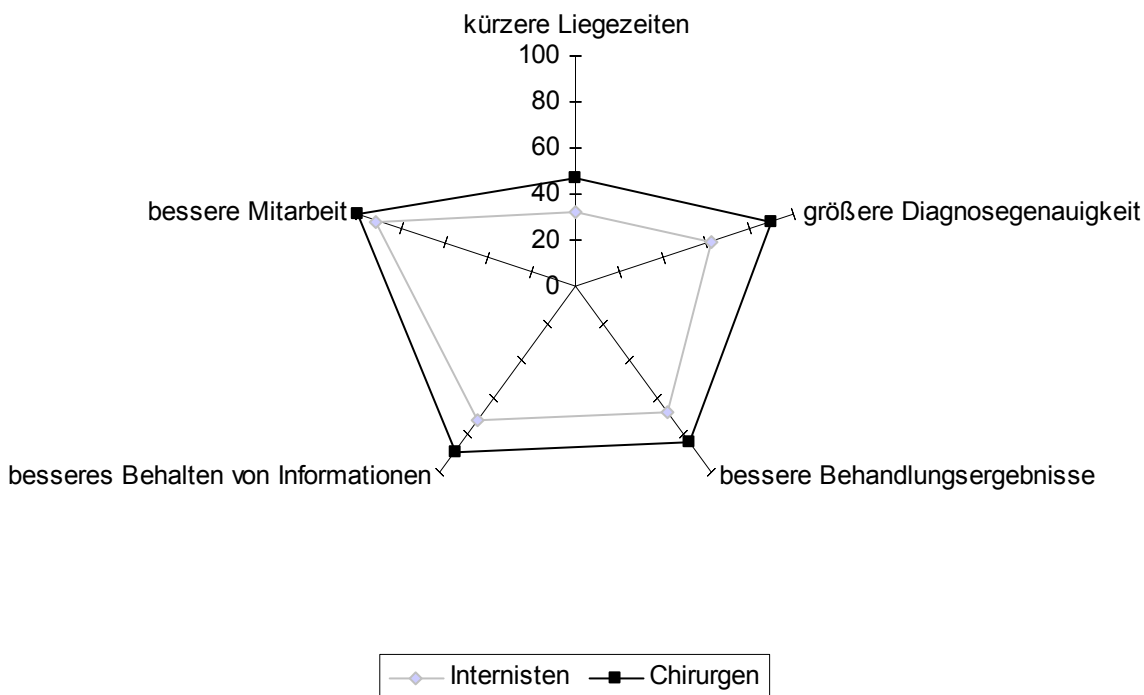 kürzere Liegezeiten
100
80
60
40
20
0
bessere Mitarbeit
größere Diagnosegenauigkeit
besseres Behalten von Informationen
bessere Behandlungsergebnisse
Internisten Chirurgen